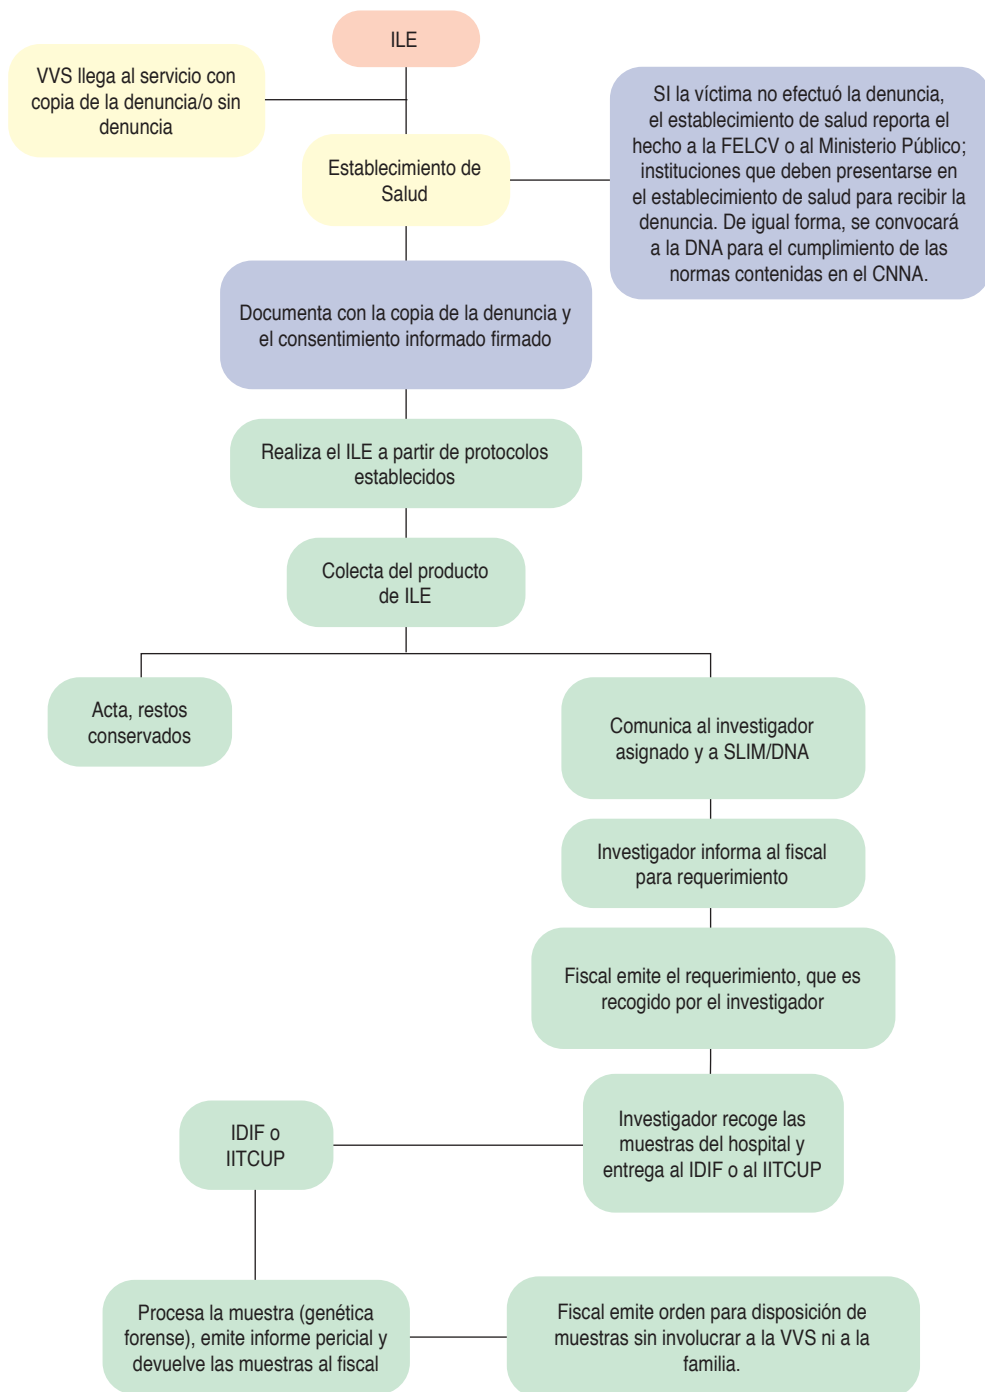 ILE
VVS llega al servicio con
copia de la denuncia/o sin
denuncia
SI la víctima no efectuó la denuncia,
el establecimiento de salud reporta el
hecho a la FELCV o al Ministerio Público;
instituciones que deben presentarse en
el establecimiento de salud para recibir la
denuncia. De igual forma, se convocará
a la DNA para el cumplimiento de las
normas contenidas en el CNNA.
Establecimiento de
Salud
Documenta con la copia de la denuncia y
el consentimiento informado firmado
Realiza el ILE a partir de protocolos
establecidos
Colecta del producto
de ILE
Acta, restos
conservados
Comunica al investigador
asignado y a SLIM/DNA
Investigador informa al fiscal
para requerimiento
Fiscal emite el requerimiento, que es
recogido por el investigador
Investigador recoge las
muestras del hospital y
entrega al IDIF o al IITCUP
IDIF o
IITCUP
Procesa la muestra (genética
forense), emite informe pericial y
devuelve las muestras al fiscal
Fiscal emite orden para disposición de
muestras sin involucrar a la VVS ni a la
familia.